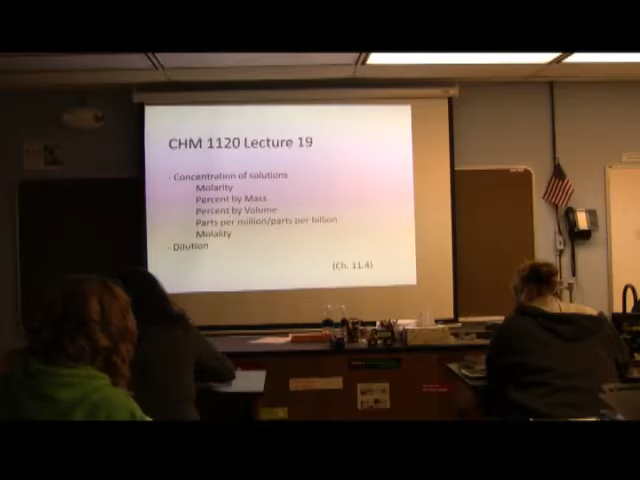 CHM 1120 Lecture 19
- Concentration of solutions
Molarity
Percent by Mass
Percent by Volume
Parts per million/parts per billion
Molality
- Dilution
(Ch. 11.4)